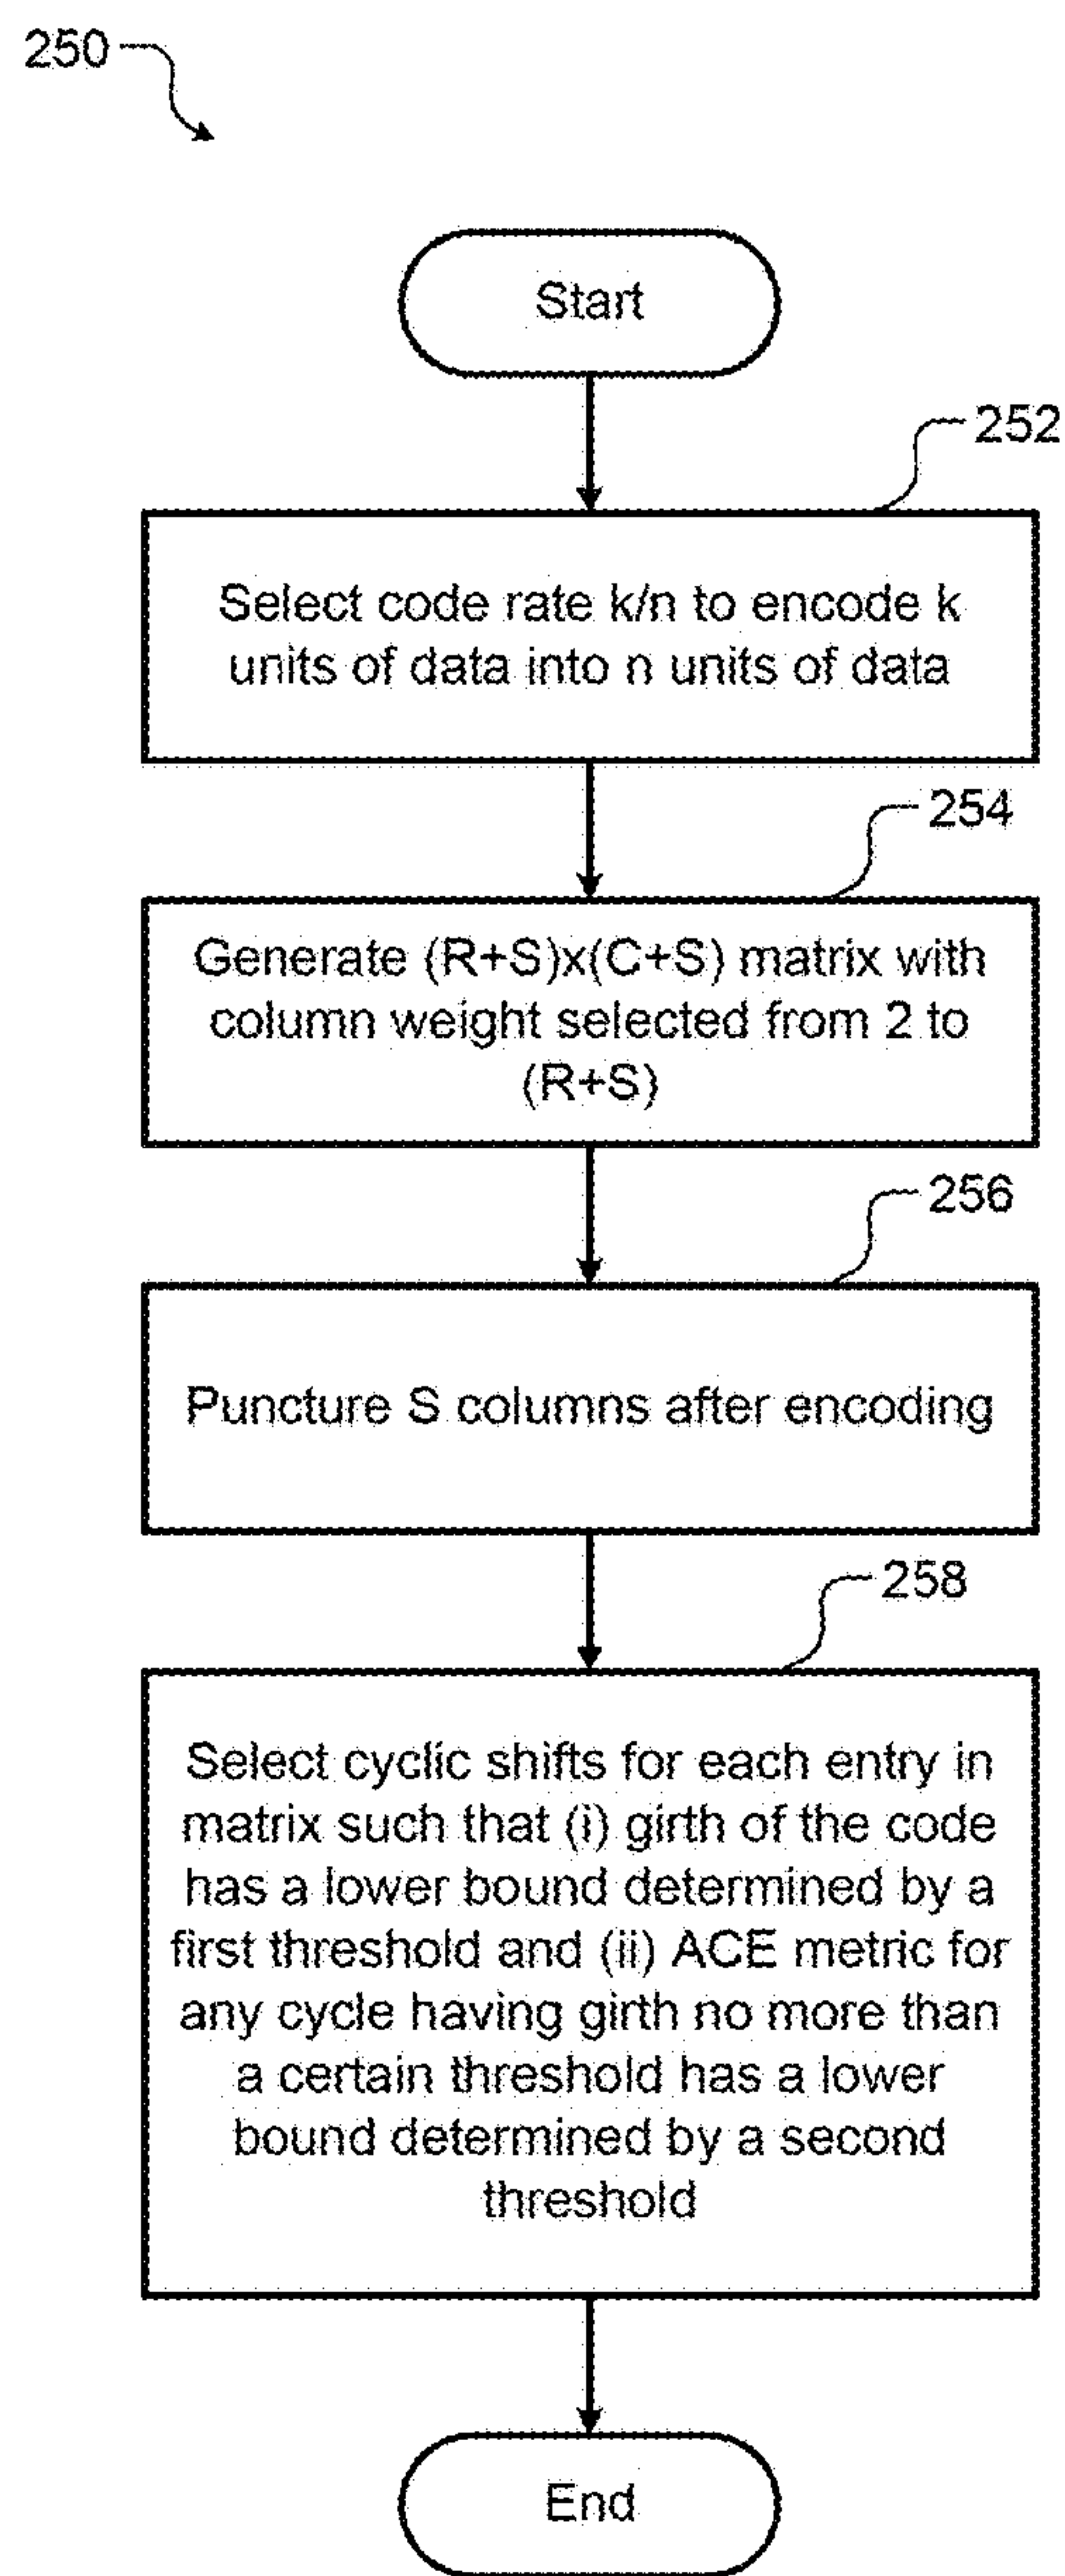 250
Start
252
Select code rate k/n to encode k
units of data into n units of data
254
Generate (R+S)x(C+S) matrix with
column weight selected from 2 to
(R+S)
256
Puncture S columns after encoding
258
Select cyclic shifts for each entry in
matrix such that (i) girth of the code
has a lower bound determined by a
first threshold and (ii) ACE metric for
any cycle having girth no more than
a certain threshold has a lower
bound determined by a second
threshold
End